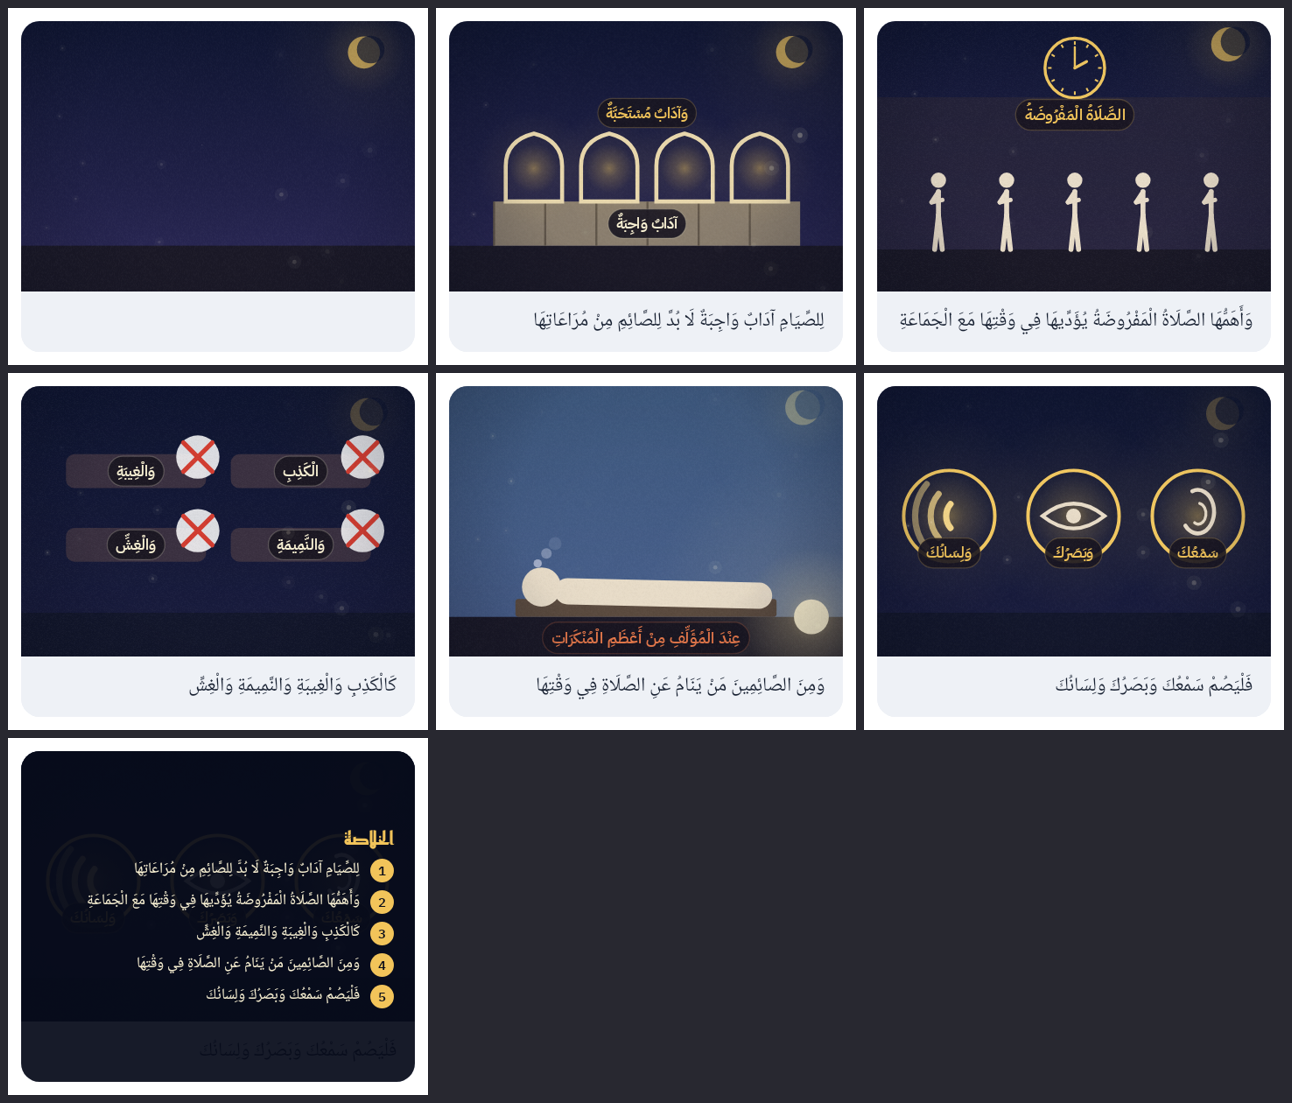 وَآدَابٌ مُسْتَحَبَّةٌ
آدَابٌ وَاجِبَةٌ
لِلصِّيَامِ آدَابٌ وَاجِبَةٌ لَا بُدَّ لِلصَّائِمِ مِنْ مُرَاعَاتِهَا
الصَّلَاةُ الْمَفْرُوضَةُ
وَأَهَمُّهَا الصَّلَاةُ الْمَفْرُوضَةُ يُؤَدِّيهَا فِي وَقْتِهَا مَعَ الْجَمَاعَةِ
الْكَذِبِ
وَالْغِيبَةِ
وَالنَّمِيمَةِ
وَالْغِشِّ
كَالْكَذِبِ وَالْغِيبَةِ وَالنَّمِيمَةِ وَالْغِشِّ
عِنْدَ الْمُؤَلِّفِ مِنْ أَعْظَمِ الْمُنْكَرَاتِ
وَمِنَ الصَّائِمِينَ مَنْ يَنَامُ عَنِ الصَّلَاةِ فِي وَقْتِهَا
سَمْعُكَ
وَبَصَرُكَ
وَلِسَانُكَ
فَلْيَصُمْ سَمْعُكَ وَبَصَرُكَ وَلِسَانُكَ
الخلاصة
1 لِلصِّيَامِ آدَابٌ وَاجِبَةٌ لَا بُدَّ لِلصَّائِمِ مِنْ مُرَاعَاتِهَا
2 وَأَهَمُّهَا الصَّلَاةُ الْمَفْرُوضَةُ يُؤَدِّيهَا فِي وَقْتِهَا مَعَ الْجَمَاعَةِ
3 كَالْكَذِبِ وَالْغِيبَةِ وَالنَّمِيمَةِ وَالْغِشِّ
4 وَمِنَ الصَّائِمِينَ مَنْ يَنَامُ عَنِ الصَّلَاةِ فِي وَقْتِهَا
5 فَلْيَصُمْ سَمْعُكَ وَبَصَرُكَ وَلِسَانُكَ
سَمْعُكَ
وَبَصَرُكَ
وَلِسَانُكَ
فَلْيَصُمْ سَمْعُكَ وَبَصَرُكَ وَلِسَانُكَ